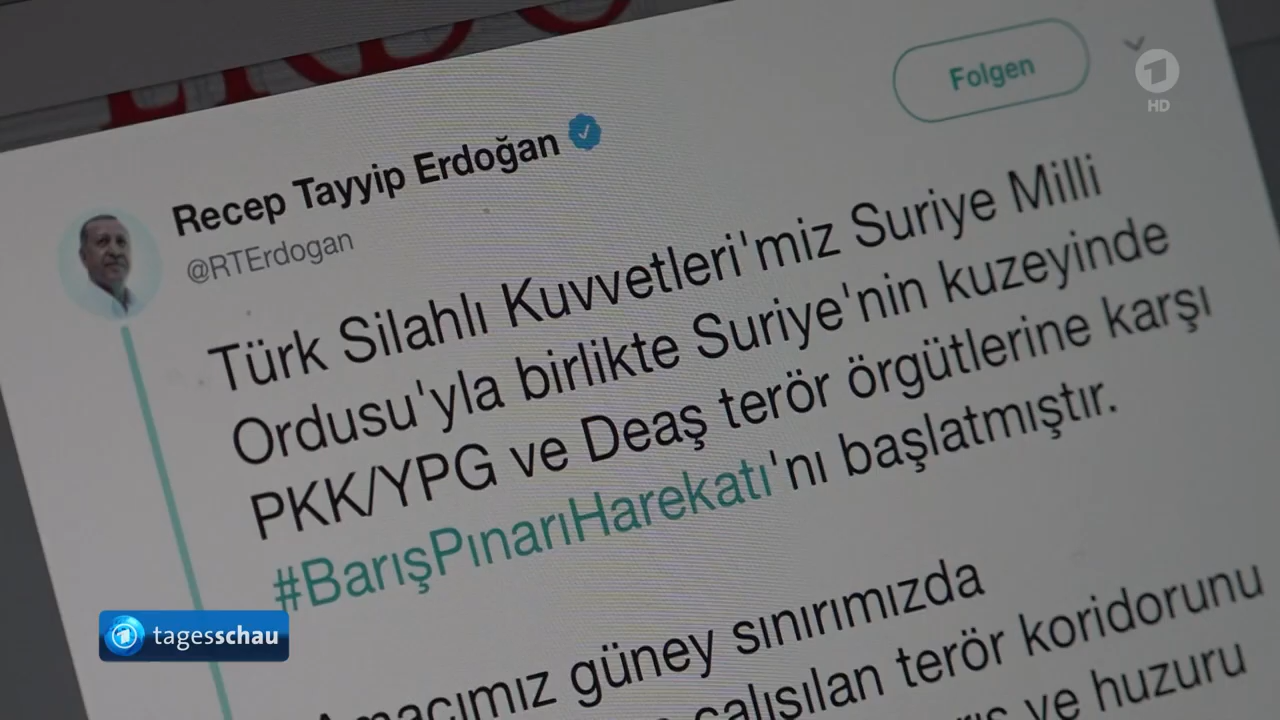 Folgen
HD
Recep Tayyip Erdoğan
@RTErdogan
Türk Silahlı Kuvvetleri'miz Suriye Milli
Ordusu'yla birlikte Suriye'nin kuzeyinde
PKK/YPG ve Deaş terör örgütlerine karşı
#BarışPınarıHarekatı'nı başlatmıştır.
Amacımız güney sınırımızda
çalışılan terör koridorunu
ve huzuru
tagesschau